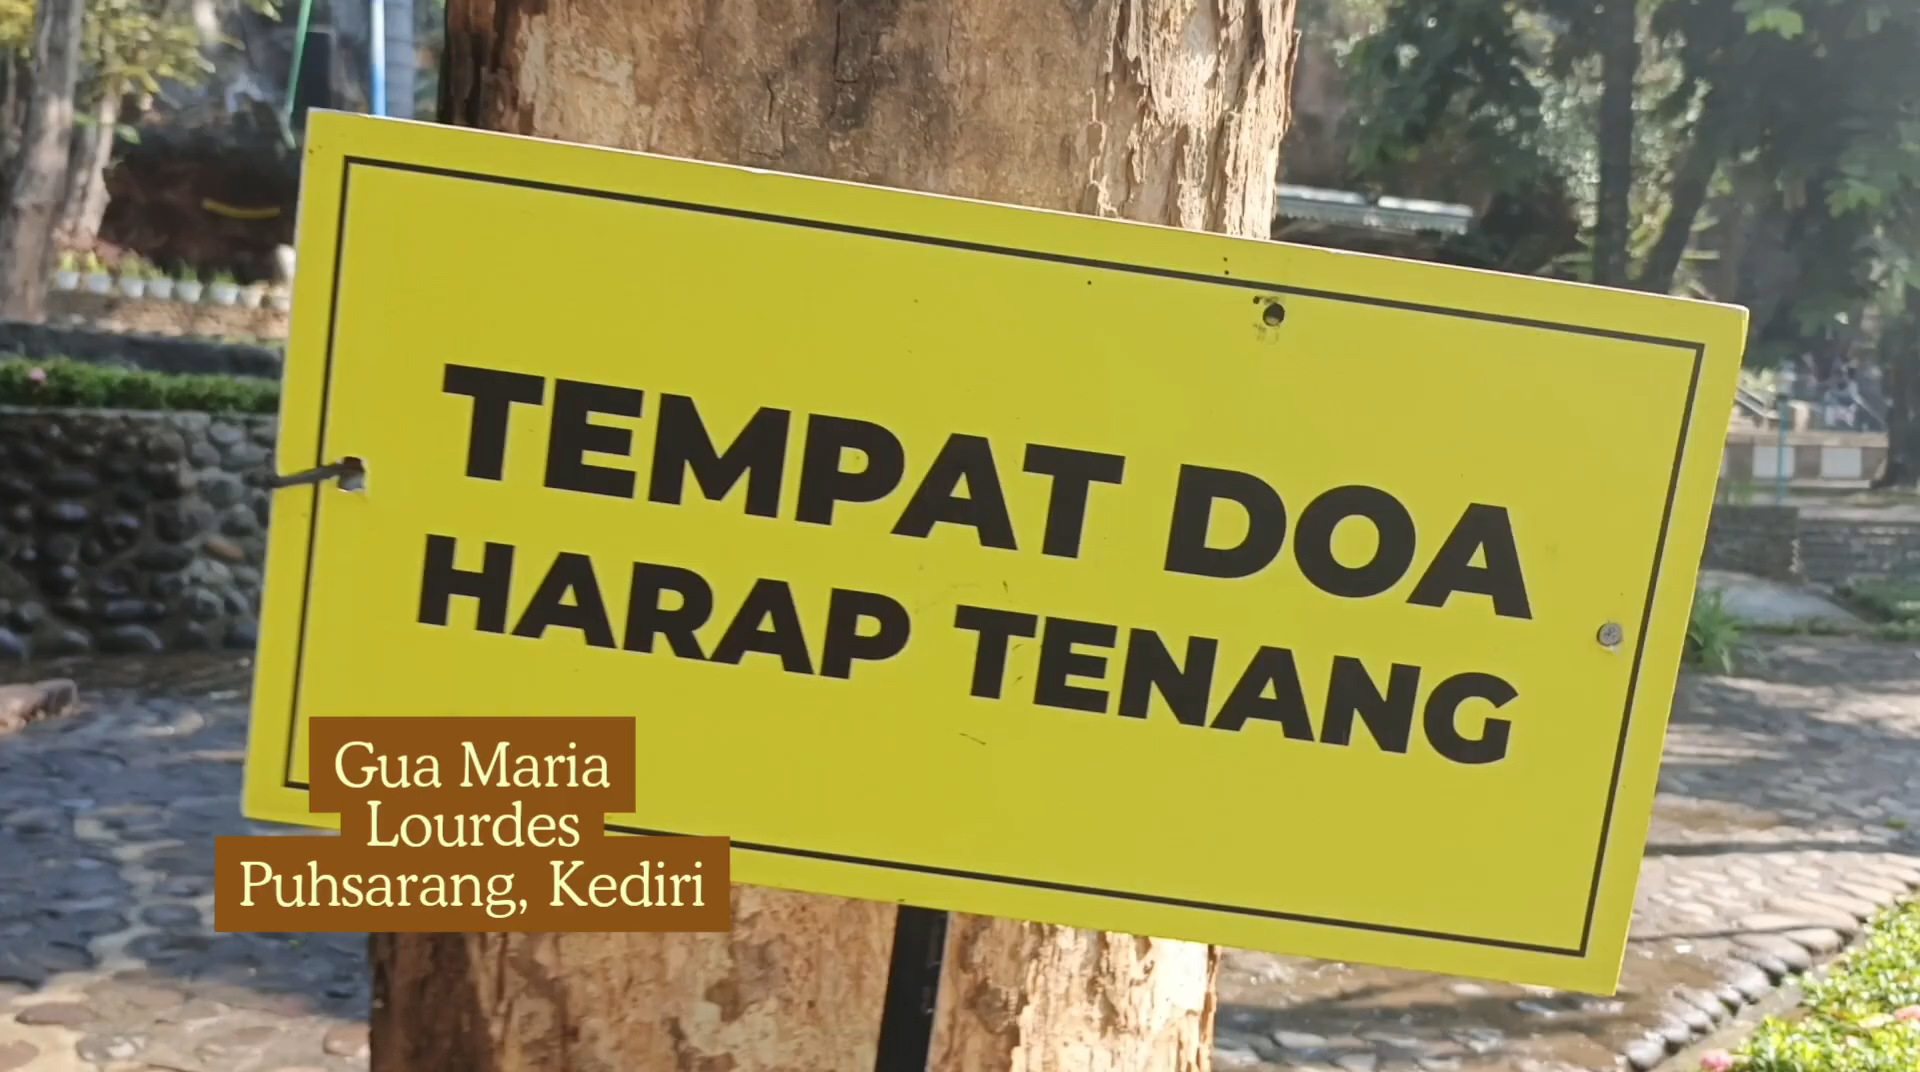 TEMPAT DOA
HARAP TENANG
Gua Maria
Lourdes
Puhsarang, Kediri